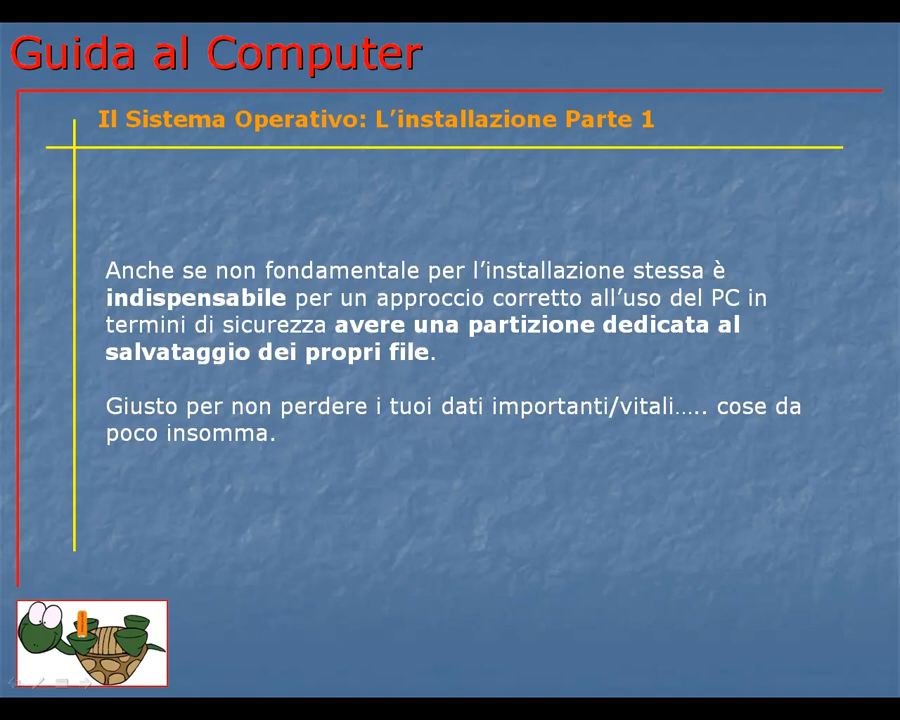 Guida al Computer
Il Sistema Operativo: L’installazione Parte 1
Anche se non fondamentale per l’installazione stessa è
indispensabile per un approccio corretto all’uso del PC in
termini di sicurezza avere una partizione dedicata al
salvataggio dei propri file.
Giusto per non perdere i tuoi dati importanti/vitali….. cose da
poco insomma.